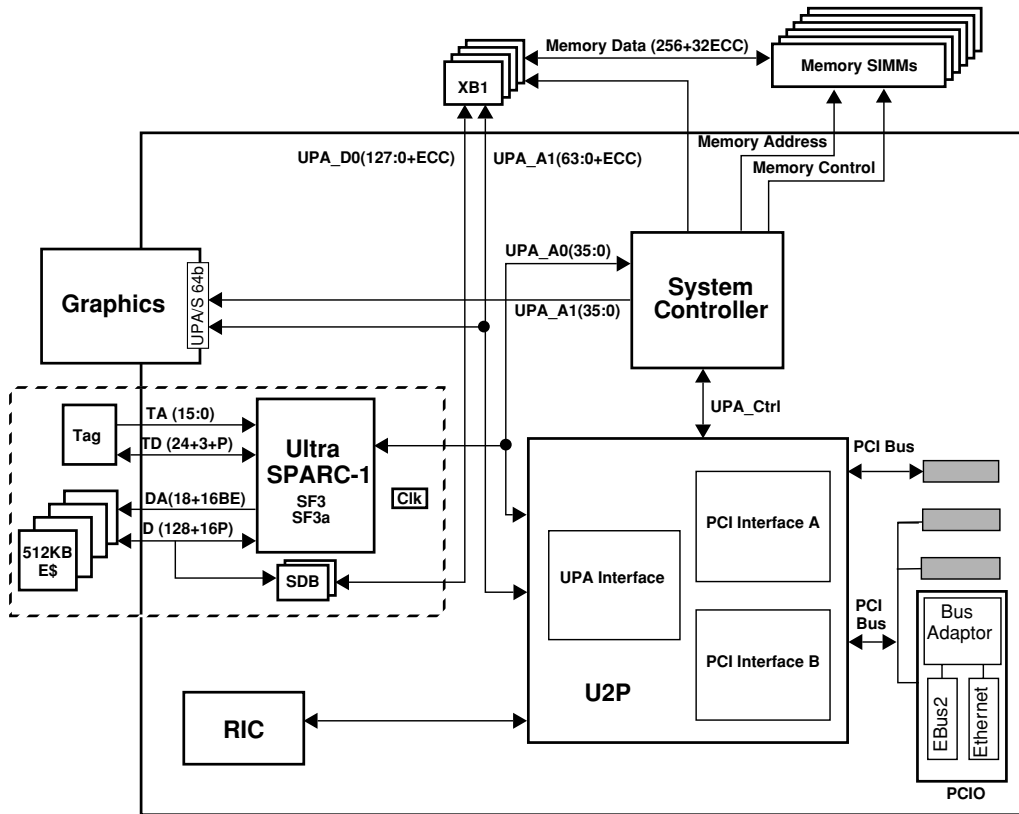 Memory Data (256+32ECC)
Memory SIMMs
XB1
Memory Address
UPA_D0(127:0+ECC)
UPA_A1(63:0+ECC)
Memory Control
UPA_A0(35:0)
System
Controller
Graphics
UPA/S 64b
UPA_A1(35:0)
UPA_Ctrl
TA (15:0)
Tag
TD (24+3+P)
Ultra
SPARC-1
SF3
SF3a
Clk
DA(18+16BE)
D (128+16P)
512KB
E$
SDB
PCI Bus
PCI Interface A
UPA Interface
PCI
Bus
PCI Interface B
U2P
Bus
Adaptor
EBus2
Ethernet
PCIO
RIC